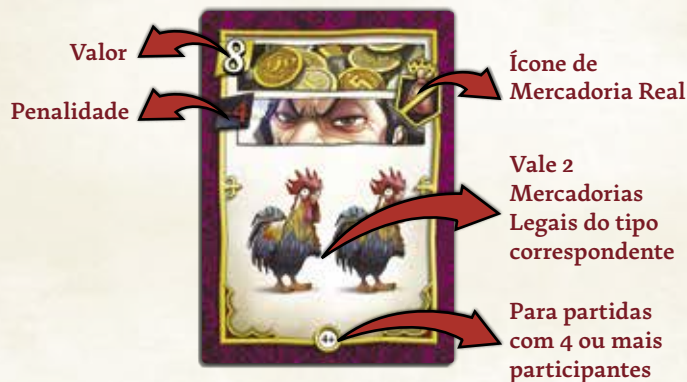 Valor
8
Penalidade
4
Ícone de
Mercadoria Real
Vale 2
Mercadorias
Legais do tipo
correspondente
4+
Para partidas
com 4 ou mais
participantes